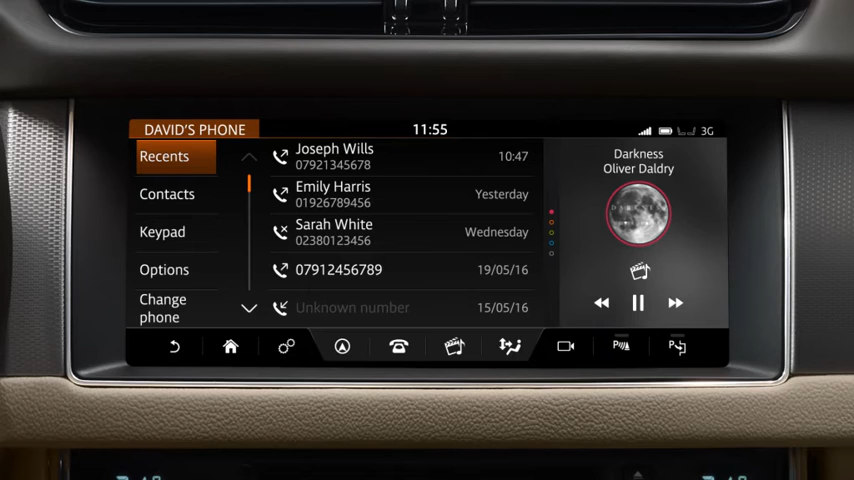 DAVID'S PHONE
11:55
3G
Recents
Contacts
Keypad
Options
Change
phone
Joseph Wills
07921345678
10:47
Emily Harris
01926789456
Yesterday
Sarah White
02380123456
Wednesday
07912456789
19/05/16
Unknown number
15/05/16
Darkness
Oliver Daldry
P
P